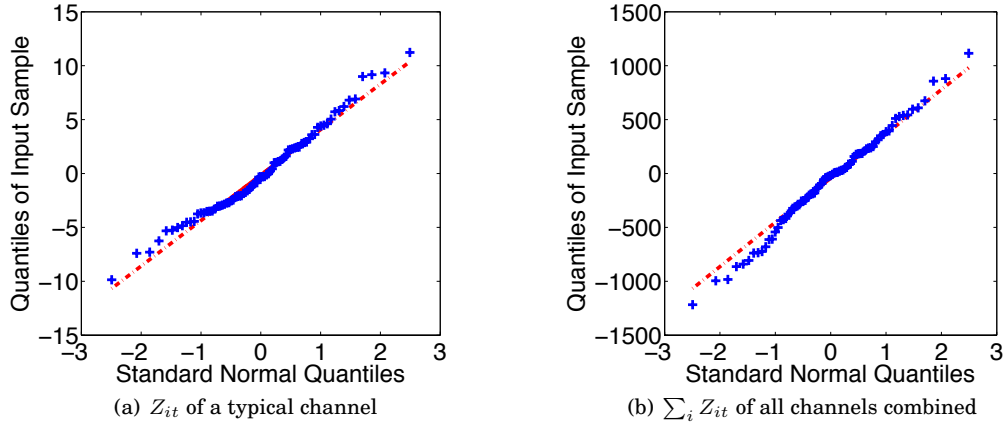 15
10
5
0
−5
−10
−15
−3 −2 −1 0 1 2 3
Quantiles of Input Sample
Standard Normal Quantiles
(a) $Z_{it}$ of a typical channel
1500
1000
500
0
−500
−1000
−1500
−3 −2 −1 0 1 2 3
Quantiles of Input Sample
Standard Normal Quantiles
(b) $\sum_i Z_{it}$ of all channels combined